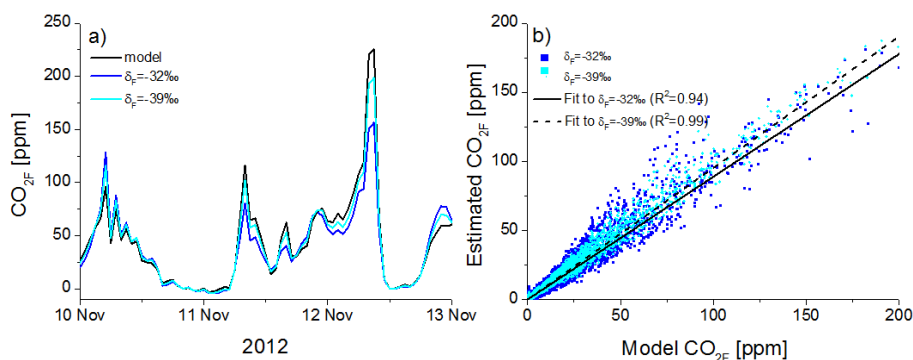 a)
model
δF=-32‰
δF=-39‰
CO2F [ppm]
250
200
150
100
50
0
10 Nov
11 Nov
12 Nov
13 Nov
2012
b)
δF=-32‰
δF=-39‰
Fit to δF=-32‰ (R²=0.94)
Fit to δF=-39‰ (R²=0.99)
Estimated CO2F [ppm]
200
150
100
50
0
0
50
100
150
200
Model CO2F [ppm]